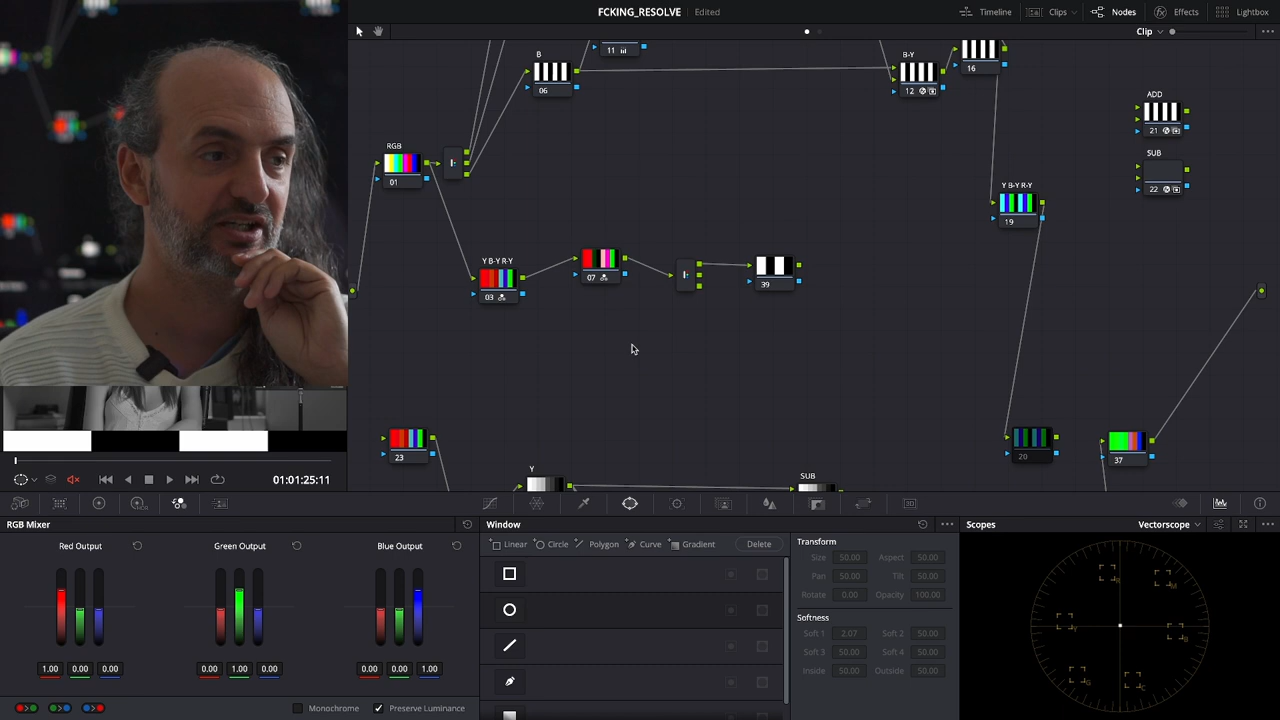 FCKING_RESOLVE Edited
Timeline Clips Nodes Effects Lightbox
Clip
11
B
06
B-Y
12
16
ADD
21
SUB
22
RGB
01
Y B-Y R-Y
19
Y B-Y R-Y
03
07
39
23
20
37
Y
SUB
01:01:25:11
RGB Mixer
Red Output Green Output Blue Output
1.00 0.00 0.00 0.00 1.00 0.00 0.00 0.00 1.00
Monochrome Preserve Luminance
Window
Linear Circle Polygon Curve Gradient Delete
Transform
Size 50.00 Aspect 50.00
Pan 50.00 Tilt 50.00
Rotate 0.00 Opacity 100.00
Softness
Soft 1 2.07 Soft 2 50.00
Soft 3 50.00 Soft 4 50.00
Inside 50.00 Outside 50.00
Scopes Vectorscope
R
M
Y
B
G
C